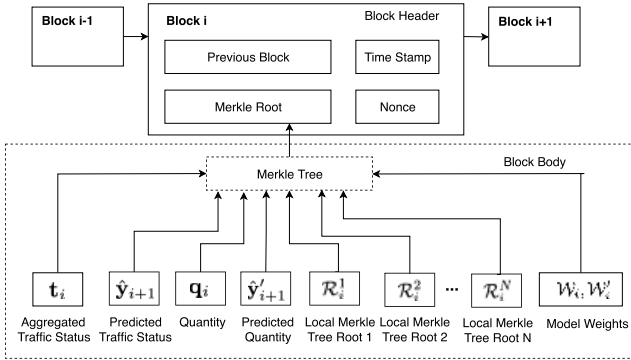 Block i-1
Block i
Block Header
Block i+1
Previous Block
Time Stamp
Merkle Root
Nonce
Block Body
Merkle Tree
t_i
ŷ_{i+1}
q_i
ŷ'_{i+1}
R_i^1
R_i^2
...
R_i^N
W_i, W_i'
Aggregated
Traffic Status
Predicted
Traffic Status
Quantity
Predicted
Quantity
Local Merkle
Tree Root 1
Local Merkle
Tree Root 2
Local Merkle
Tree Root N
Model Weights